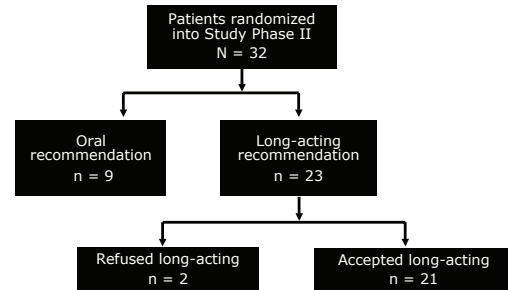 Patients randomized
into Study Phase II
N = 32
Oral
recommendation
n = 9
Long-acting
recommendation
n = 23
Refused long-acting
n = 2
Accepted long-acting
n = 21